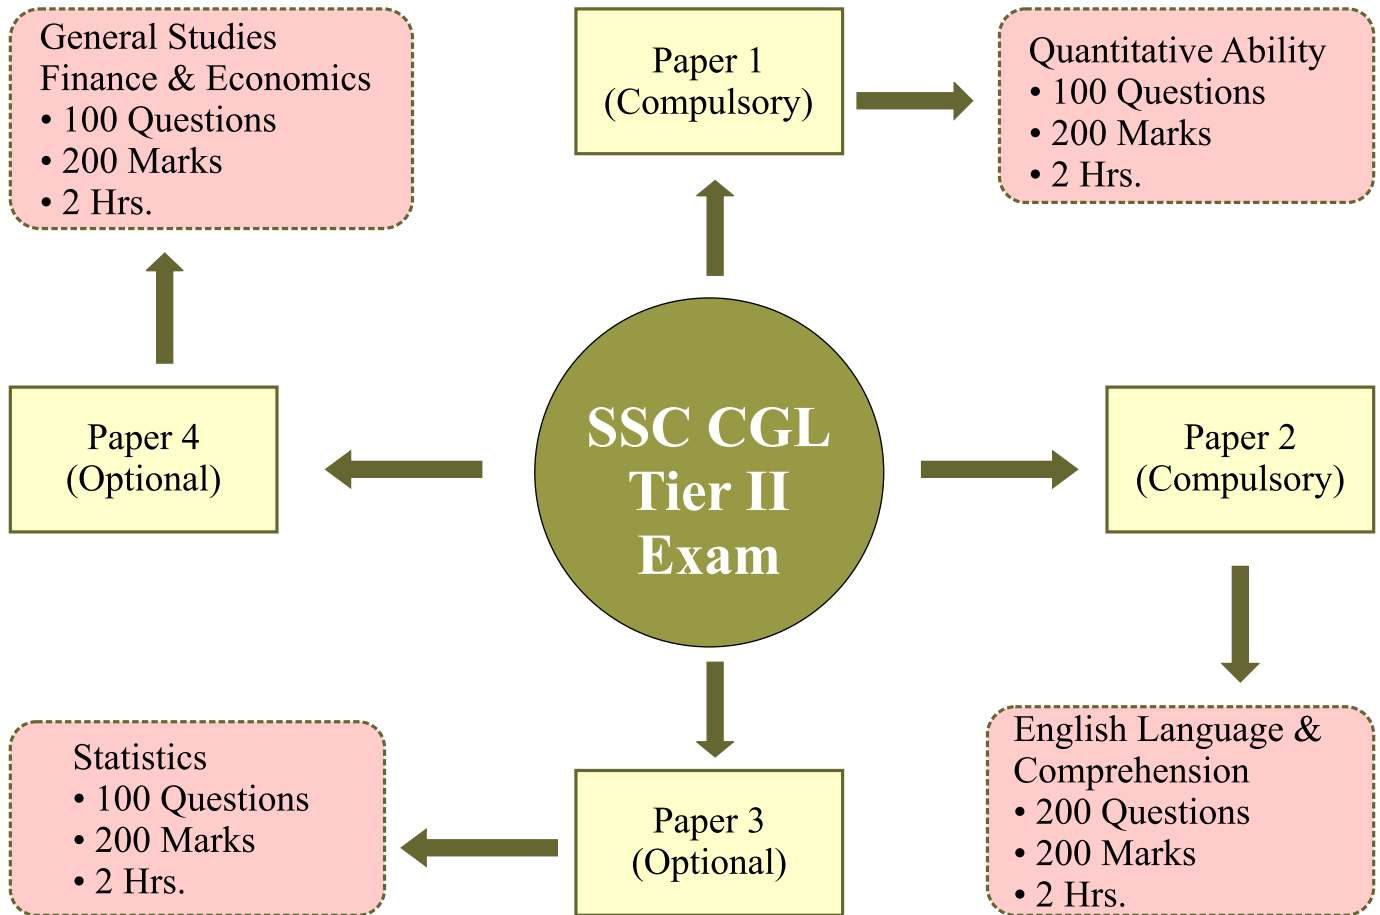 General Studies
Finance & Economics
• 100 Questions
• 200 Marks
• 2 Hrs.
Paper 1
(Compulsory)
Quantitative Ability
• 100 Questions
• 200 Marks
• 2 Hrs.
Paper 4
(Optional)
SSC CGL
Tier II
Exam
Paper 2
(Compulsory)
Statistics
• 100 Questions
• 200 Marks
• 2 Hrs.
Paper 3
(Optional)
English Language &
Comprehension
• 200 Questions
• 200 Marks
• 2 Hrs.